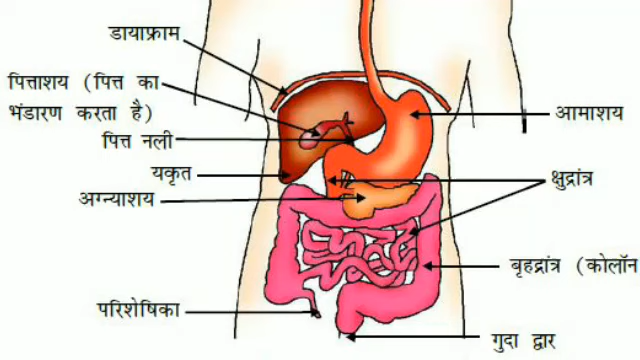 डायाफ्राम
पित्ताशय (पित्त का
भंडारण करता है)
पित्त नली
यकृत
अग्न्याशय
परिशेषिका
आमाशय
क्षुद्रांत्र
बृहद्रांत्र (कोलॉन
गुदा द्वार